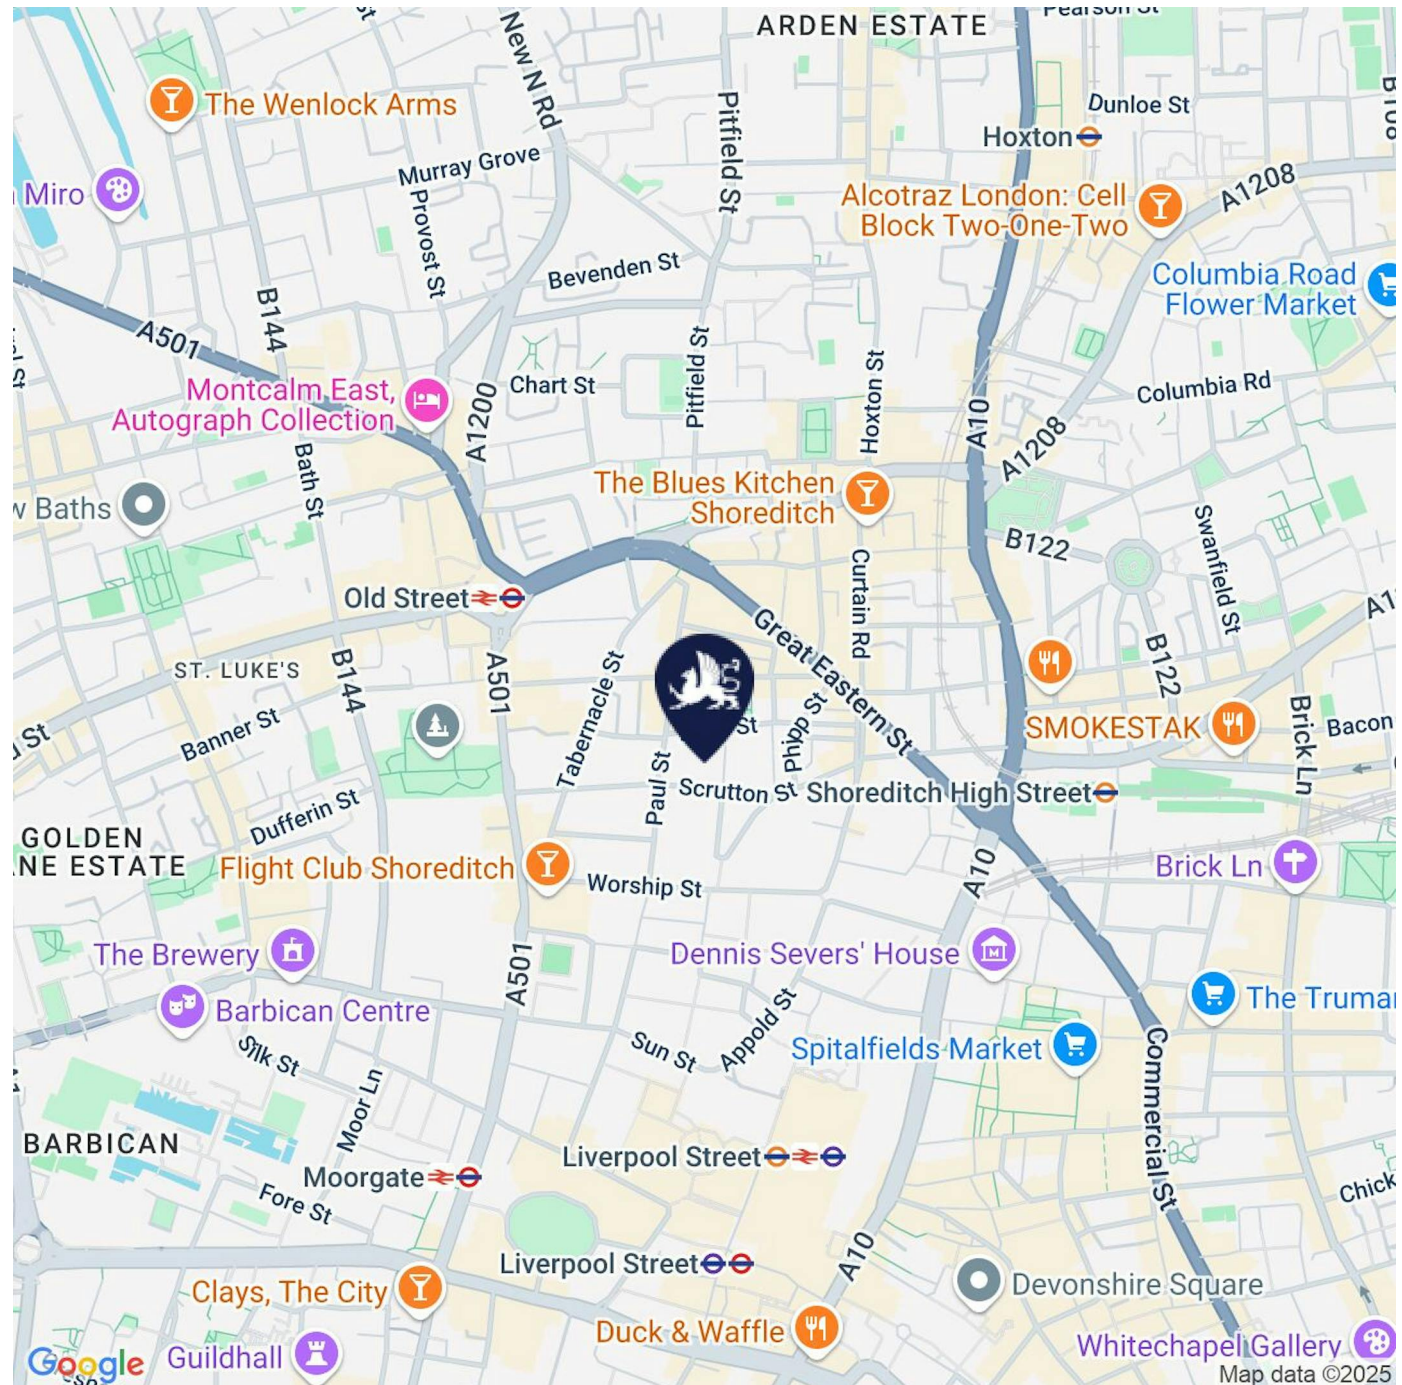 ARDEN ESTATE
Pearson St
New N Rd
The Wenlock Arms
Pitfield St
Dunloe St
Hoxton
Murray Grove
Miro
Provost St
Alcotraz London: Cell
Block Two-One-Two
A1208
Bevenden St
Columbia Road
Flower Market
A501
B144
Montcalm East,
Autograph Collection
A1200
Chart St
Pitfield St
Hoxton St
A10
Columbia Rd
A1208
Bath St
The Blues Kitchen
Shoreditch
w Baths
B122
Swanfield St
Old Street
Curtain Rd
Great Eastern St
ST. LUKE'S
B144
A501
Tabernacle St
B122
Banner St
St
Phipp St
SMOKESTAK
Brick Ln
Bacon
Paul St
Scrutton St
Shoreditch High Street
Dufferin St
GOLDEN
NE ESTATE
Flight Club Shoreditch
Worship St
A10
Brick Ln
The Brewery
A501
Dennis Severs' House
Barbican Centre
The Truman
Silk St
Sun St
Appold St
Spitalfields Market
Commercial St
Moor Ln
BARBICAN
Liverpool Street
Moorgate
Fore St
Chick
Liverpool Street
A10
Clays, The City
Devonshire Square
Duck & Waffle
Guildhall
Whitechapel Gallery
Google
Map data ©2025